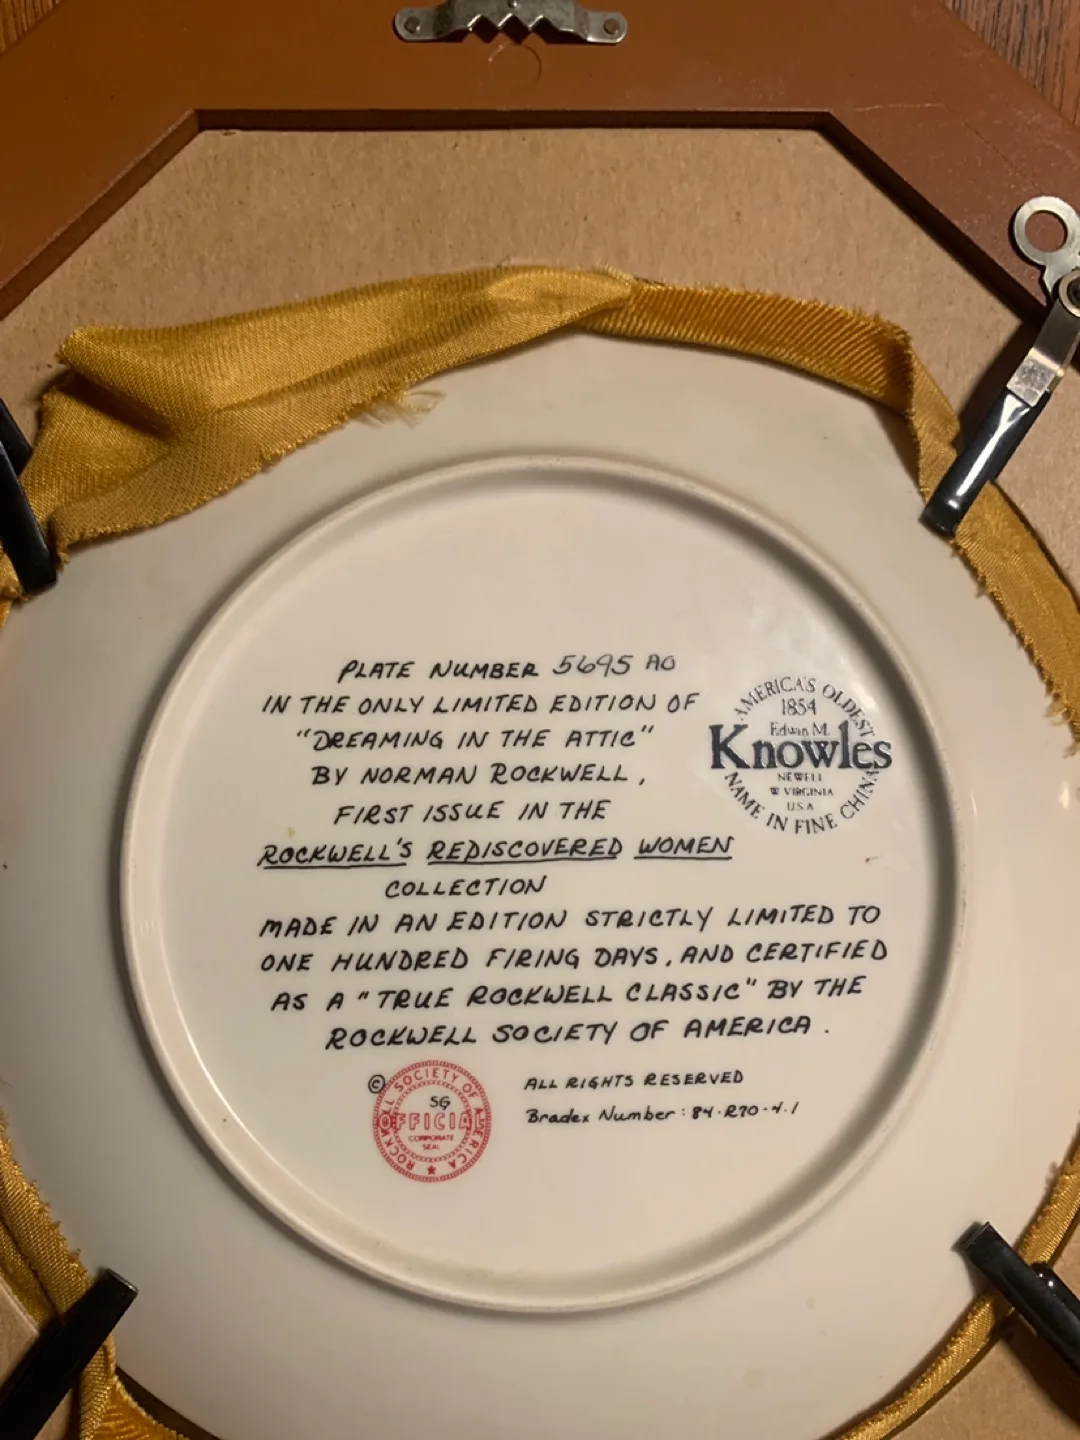 PLATE NUMBER 5695 AO
IN THE ONLY LIMITED EDITION OF
"DREAMING IN THE ATTIC"
BY NORMAN ROCKWELL,
FIRST ISSUE IN THE
ROCKWELL'S REDISCOVERED WOMEN
COLLECTION
MADE IN AN EDITION STRICTLY LIMITED TO
ONE HUNDRED FIRING DAYS, AND CERTIFIED
AS A "TRUE ROCKWELL CLASSIC" BY THE
ROCKWELL SOCIETY OF AMERICA.
AMERICA'S OLDEST
1854
Edwin M.
Knowles
NEWELL
W VIRGINIA
U.S.A
NAME IN FINE CHINA
©
ROCKWELL SOCIETY OF AMERICA
SG
OFFICIAL
CORPORATE
SEAL
ALL RIGHTS RESERVED
Bradex Number: 84-R70-4.1